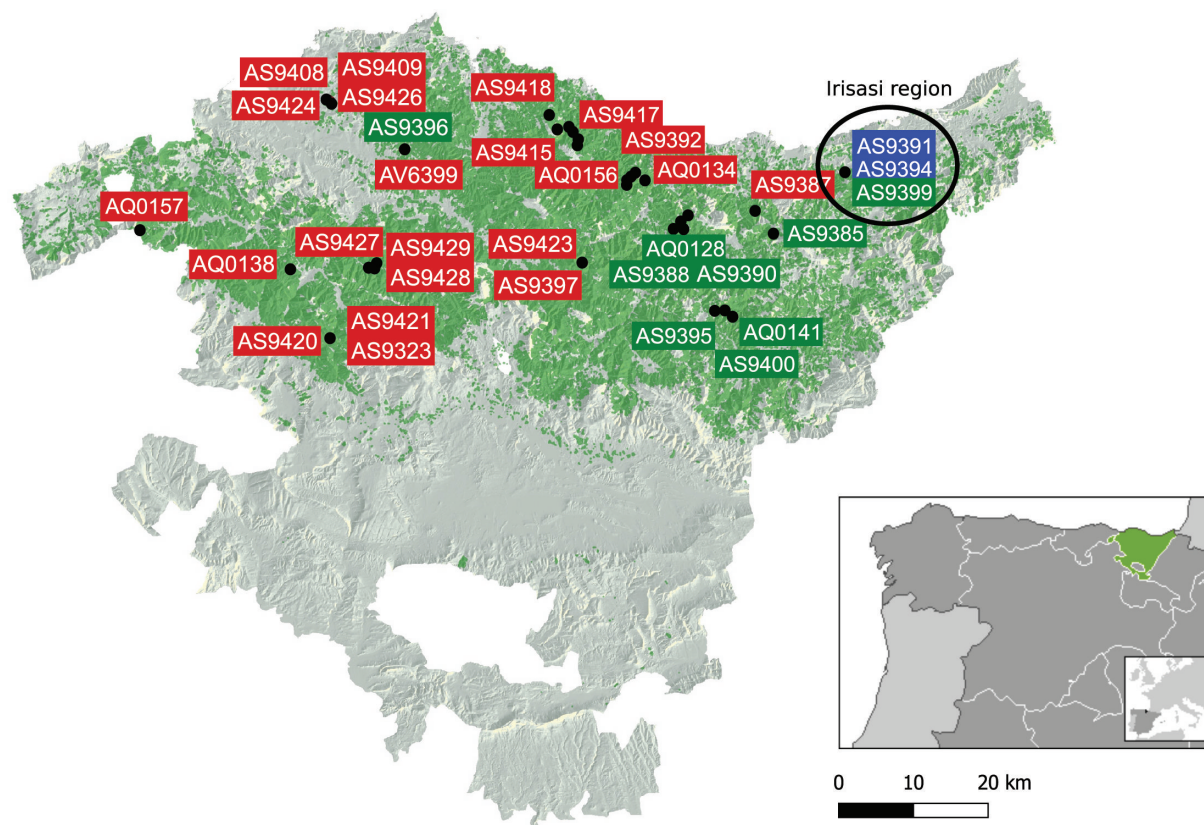 Irisasi region
AS9408
AS9409
AS9424
AS9426
AS9418
AS9417
AS9396
AS9392
AS9391
AS9394
AS9399
AS9415
AV6399
AQ0156
AQ0134
AS9387
AQ0157
AS9427
AS9429
AS9423
AQ0128
AS9385
AQ0138
AS9428
AS9397
AS9388
AS9390
AS9420
AS9421
AS9323
AS9395
AQ0141
AS9400
0 10 20 km